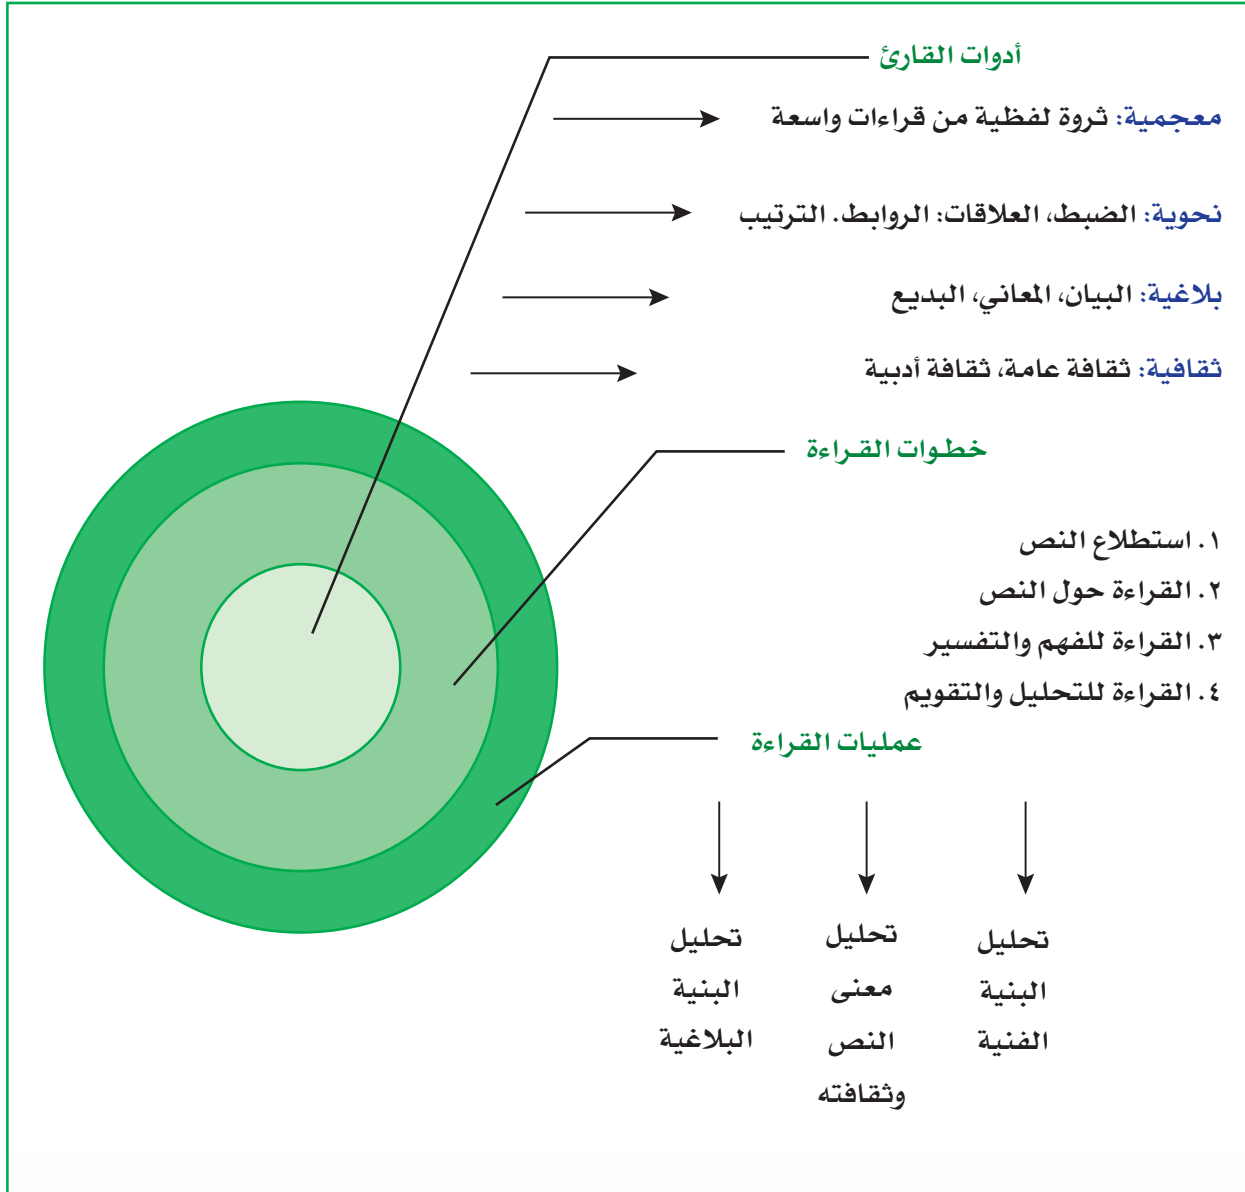 أدوات القارئ
معجمية: ثروة لفظية من قراءات واسعة
نحوية: الضبط، العلاقات: الروابط. الترتيب
بلاغية: البيان، المعاني، البديع
ثقافية: ثقافة عامة، ثقافة أدبية
خطوات القراءة
١. استطلاع النص
٢. القراءة حول النص
٣. القراءة للفهم والتفسير
٤. القراءة للتحليل والتقويم
عمليات القراءة
تحليل
البنية
الفنية
تحليل
معنى
النص
وثقافته
تحليل
البنية
البلاغية